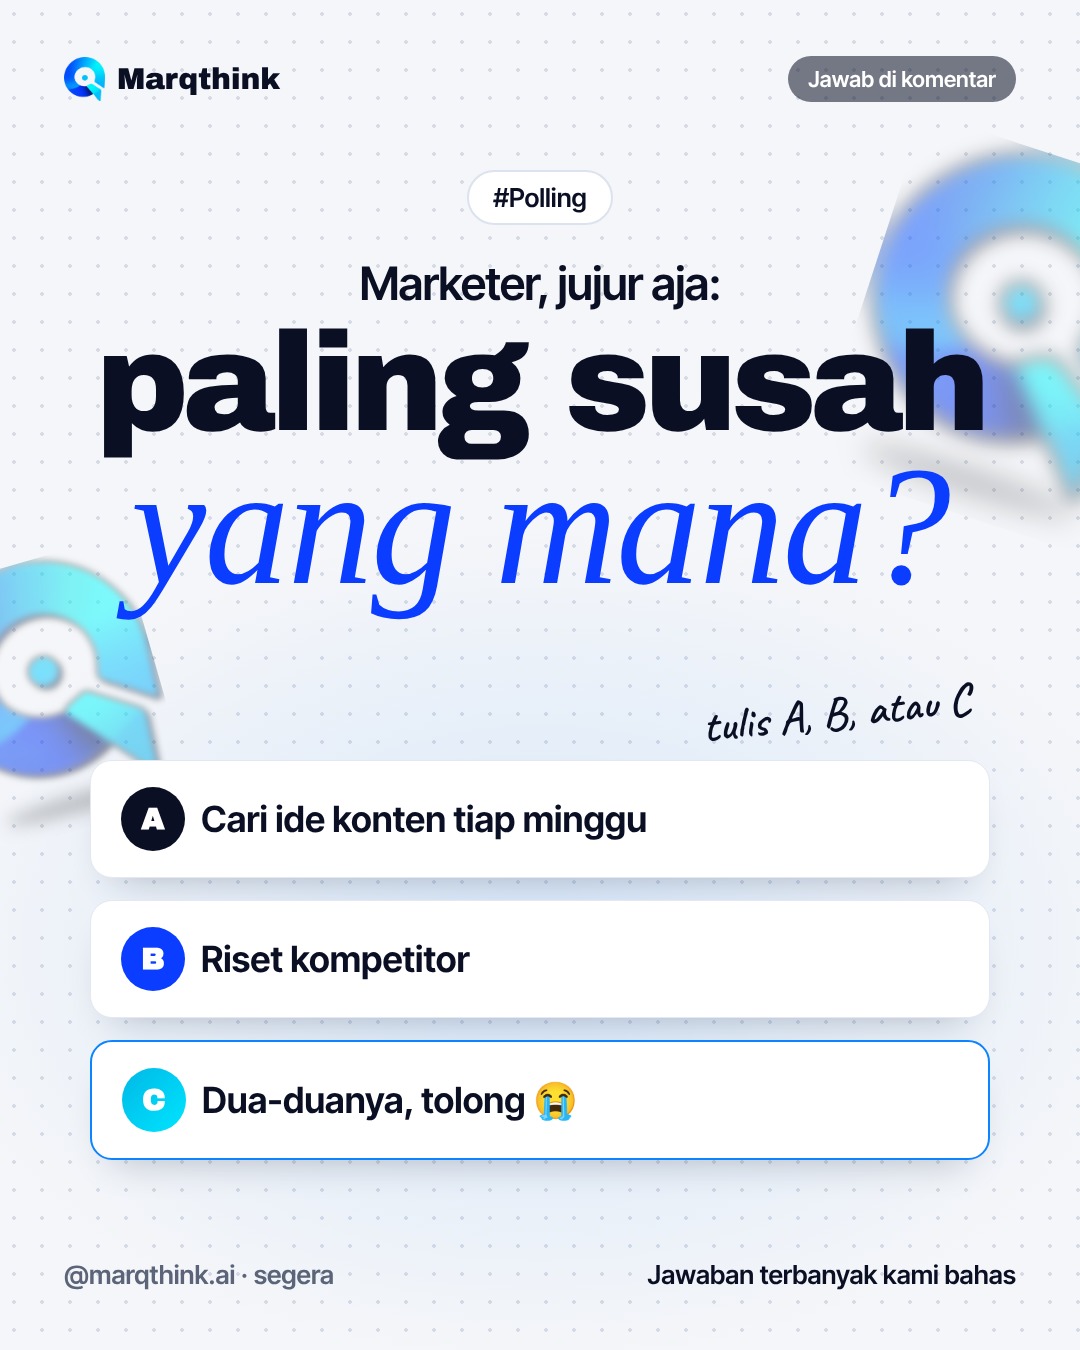 Marqthink
Jawab di komentar
#Polling
Marketer, jujur aja:
paling susah
yang mana?
tulis A, B, atau C
A Cari ide konten tiap minggu
B Riset kompetitor
C Dua-duanya, tolong 😭
@marqthink.ai · segera
Jawaban terbanyak kami bahas